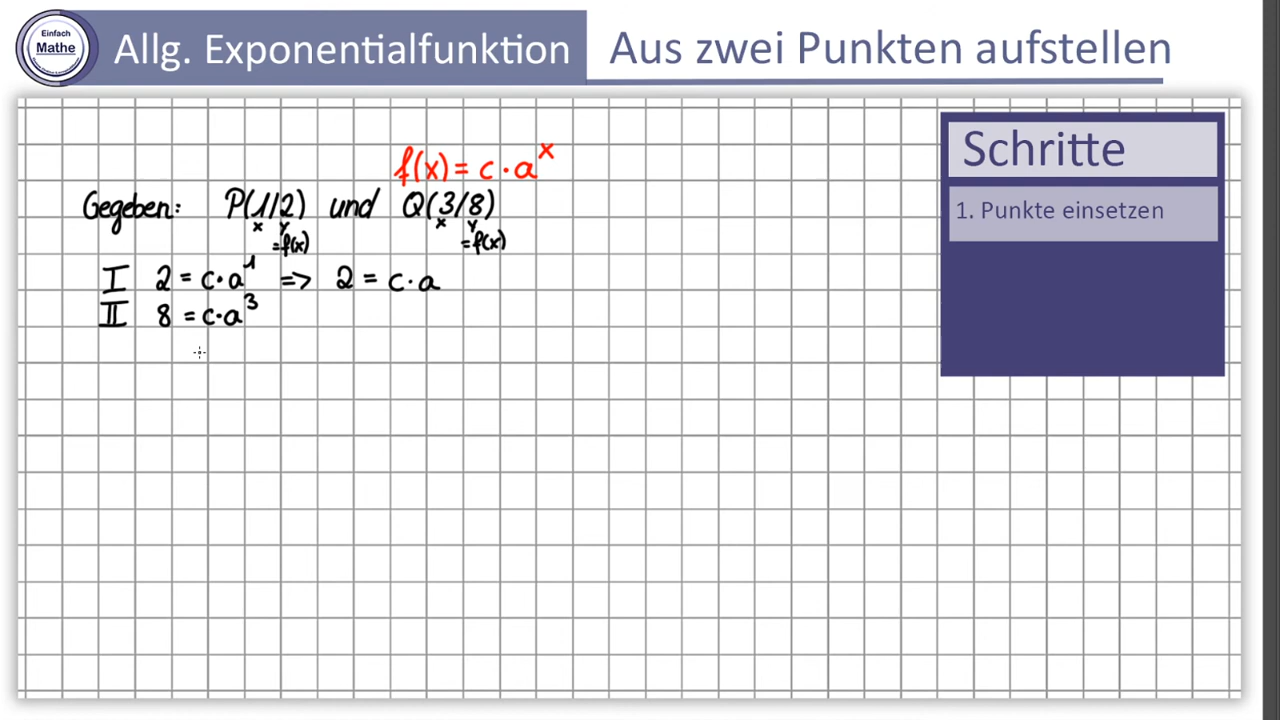 Einfach
Mathe
Allg. Exponentialfunktion
Aus zwei Punkten aufstellen
Schritte
1. Punkte einsetzen
f(x) = c · a^x
Gegeben: P(1/2) und Q(3/8)
x y x y
=f(x) =f(x)
I 2 = c · a^1 => 2 = c · a
II 8 = c · a^3